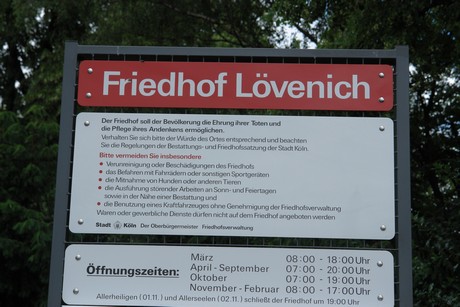 Friedhof Lövenich
Der Friedhof soll der Bevölkerung die Ehrung ihrer Toten und
die Pflege ihres Andenkens ermöglichen.
Verhalten Sie sich bitte der Würde des Ortes entsprechend und beachten
Sie die Regelungen der Bestattungs- und Friedhofssatzung der Stadt Köln.
Bitte vermeiden Sie insbesondere
• Verunreinigung oder Beschädigungen des Friedhofs
• das Befahren mit Fahrrädern oder sonstigen Sportgeräten
• die Mitnahme von Hunden oder anderen Tieren
• die Ausführung störender Arbeiten an Sonn- und Feiertagen
sowie in der Nähe einer Bestattung und
• die Benutzung eines Kraftfahrzeuges ohne Genehmigung der Friedhofsverwaltung
Waren oder gewerbliche Dienste dürfen nicht auf dem Friedhof angeboten werden
Stadt Köln Der Oberbürgermeister Friedhofsverwaltung
Öffnungszeiten:
März 08:00 - 18:00 Uhr
April - September 07:00 - 20:00 Uhr
Oktober 07:00 - 19:00 Uhr
November - Februar 08:00 - 17:00 Uhr
Allerheiligen (01.11.) und Allerseelen (02.11.) schließt der Friedhof um 19:00 Uhr